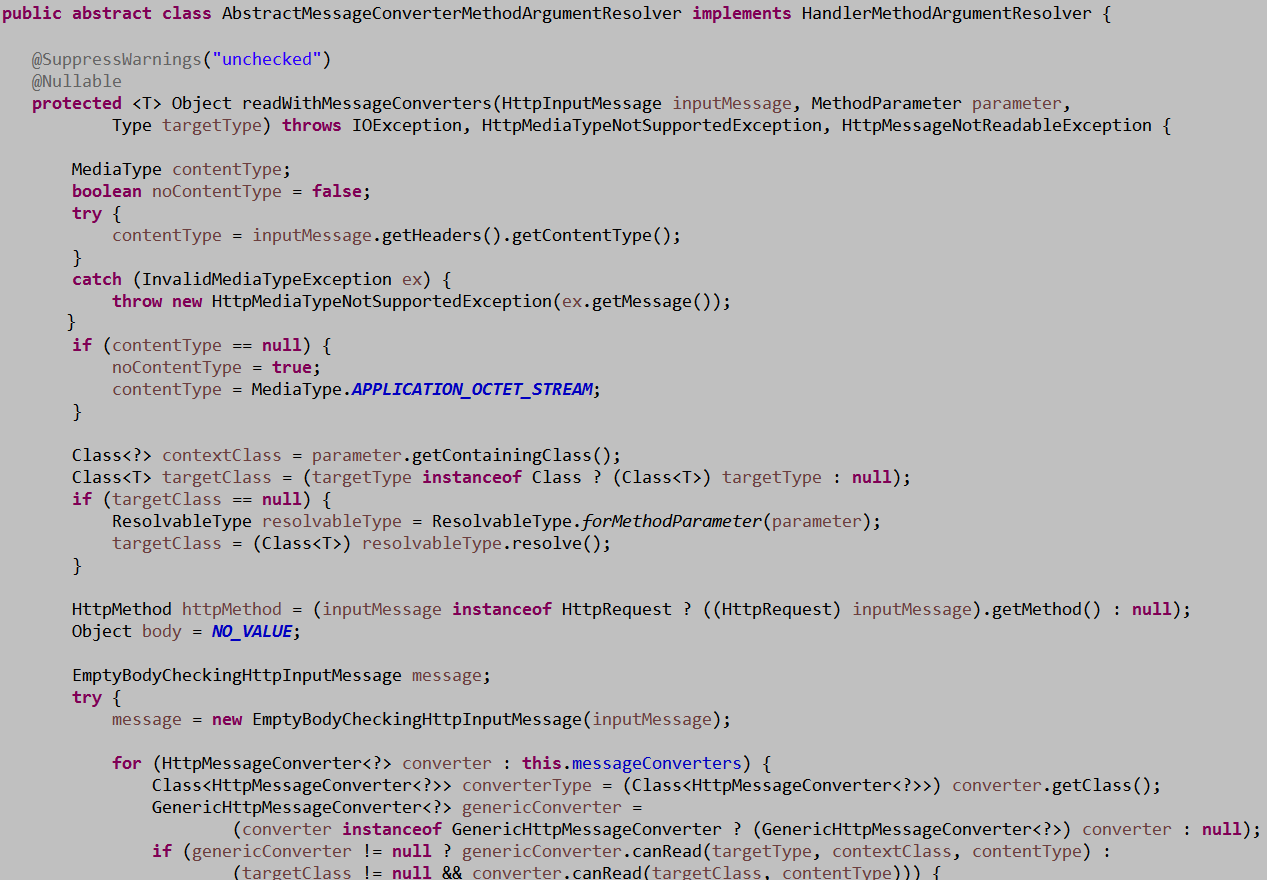 public abstract class AbstractMessageConverterMethodArgumentResolver implements HandlerMethodArgumentResolver {
@SuppressWarnings("unchecked")
@Nullable
protected <T> Object readWithMessageConverters(HttpInputMessage inputMessage, MethodParameter parameter,
Type targetType) throws IOException, HttpMediaTypeNotSupportedException, HttpMessageNotReadableException {
MediaType contentType;
boolean noContentType = false;
try {
contentType = inputMessage.getHeaders().getContentType();
}
catch (InvalidMediaTypeException ex) {
throw new HttpMediaTypeNotSupportedException(ex.getMessage());
}
if (contentType == null) {
noContentType = true;
contentType = MediaType.APPLICATION_OCTET_STREAM;
}
Class<?> contextClass = parameter.getContainingClass();
Class<T> targetClass = (targetType instanceof Class ? (Class<T>) targetType : null);
if (targetClass == null) {
ResolvableType resolvableType = ResolvableType.forMethodParameter(parameter);
targetClass = (Class<T>) resolvableType.resolve();
}
HttpMethod httpMethod = (inputMessage instanceof HttpRequest ? ((HttpRequest) inputMessage).getMethod() : null);
Object body = NO_VALUE;
EmptyBodyCheckingHttpInputMessage message;
try {
message = new EmptyBodyCheckingHttpInputMessage(inputMessage);
for (HttpMessageConverter<?> converter : this.messageConverters) {
Class<HttpMessageConverter<?>> converterType = (Class<HttpMessageConverter<?>>) converter.getClass();
GenericHttpMessageConverter<?> genericConverter =
(converter instanceof GenericHttpMessageConverter ? (GenericHttpMessageConverter<?>) converter : null);
if (genericConverter != null ? genericConverter.canRead(targetType, contextClass, contentType) :
(targetClass != null && converter.canRead(targetClass, contentType))) {